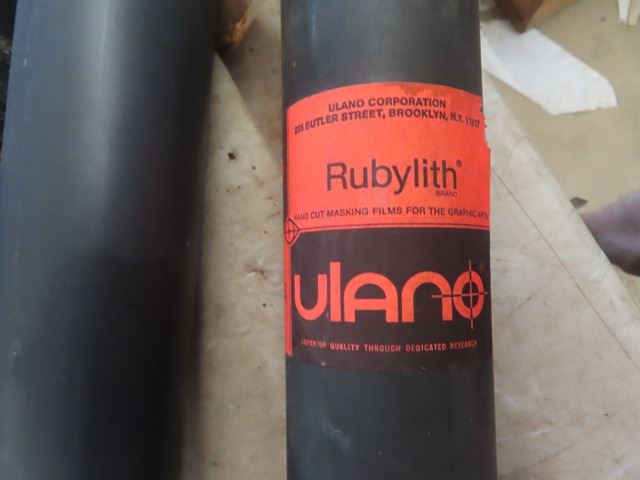 ULANO CORPORATION
BUTLER STREET, BROOKLYN, N.Y. 11217
Rubylith®
BRAND
HAND CUT MASKING FILMS FOR THE GRAPHIC ARTS
ulano
SUPERIOR QUALITY THROUGH DEDICATED RESEARCH